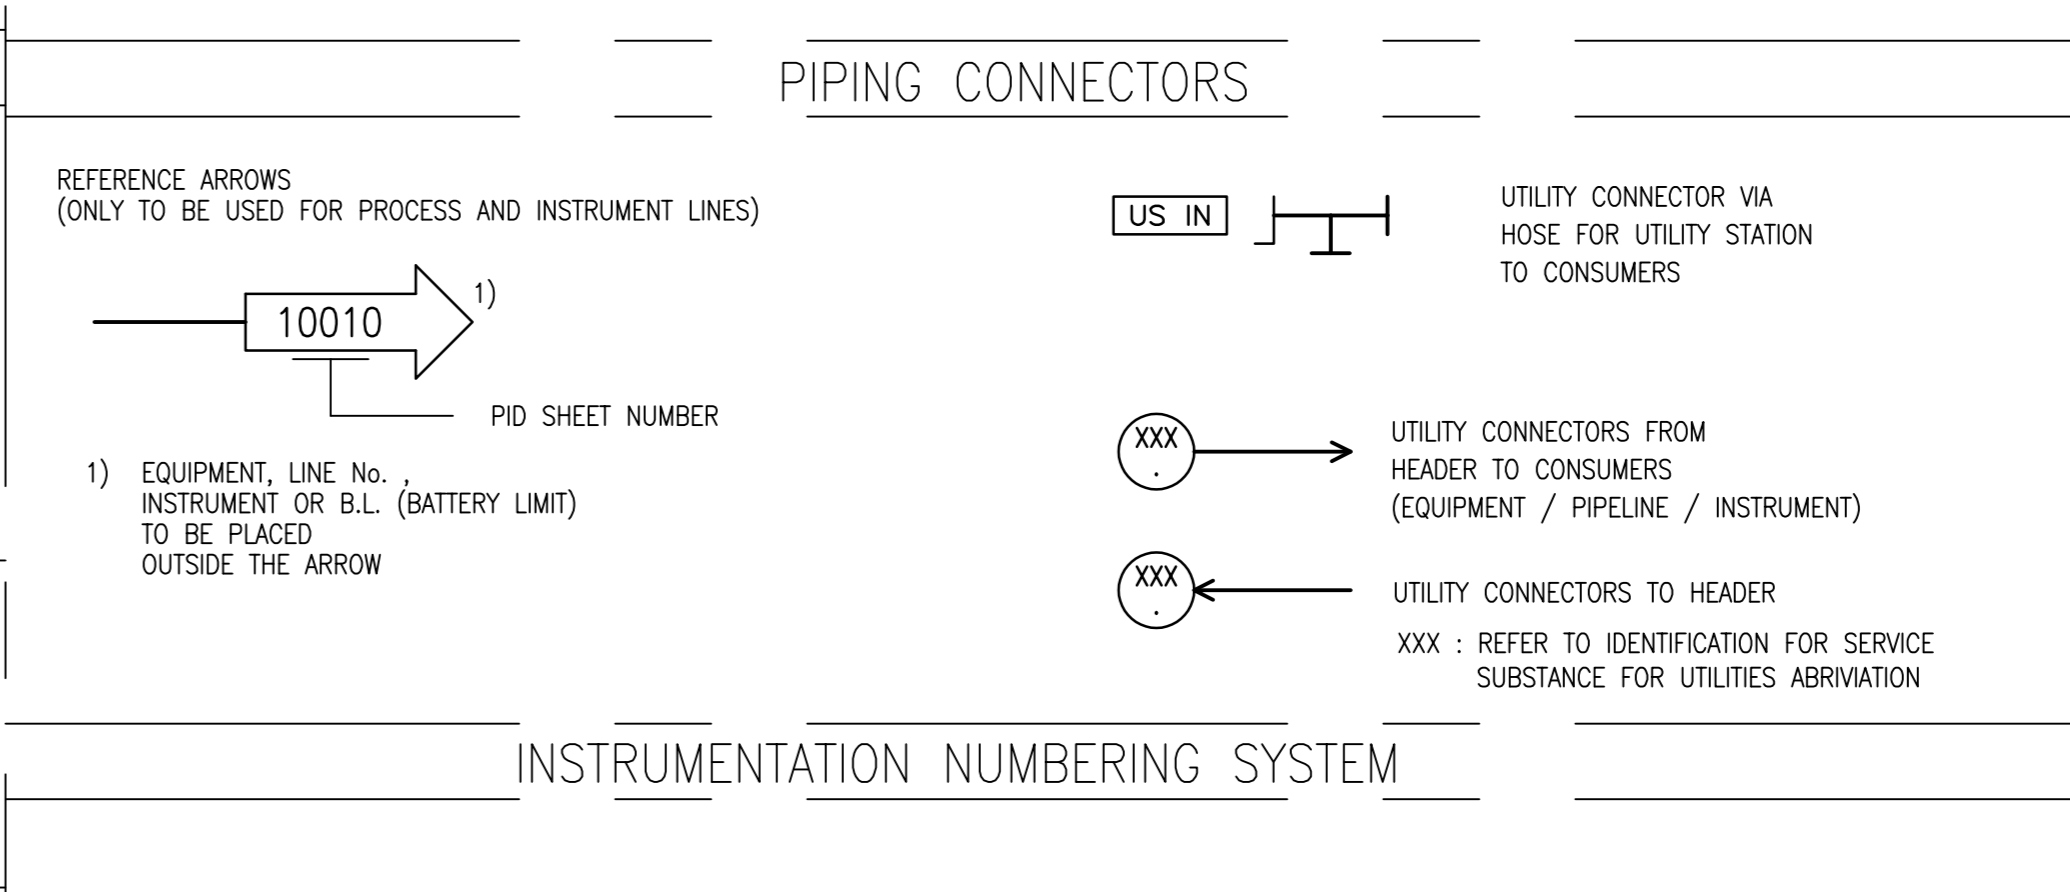 PIPING CONNECTORS
REFERENCE ARROWS
(ONLY TO BE USED FOR PROCESS AND INSTRUMENT LINES)
10010
1)
PID SHEET NUMBER
1) EQUIPMENT, LINE No. ,
INSTRUMENT OR B.L. (BATTERY LIMIT)
TO BE PLACED
OUTSIDE THE ARROW
US IN
UTILITY CONNECTOR VIA
HOSE FOR UTILITY STATION
TO CONSUMERS
XXX
.
UTILITY CONNECTORS FROM
HEADER TO CONSUMERS
(EQUIPMENT / PIPELINE / INSTRUMENT)
XXX
.
UTILITY CONNECTORS TO HEADER
XXX : REFER TO IDENTIFICATION FOR SERVICE
SUBSTANCE FOR UTILITIES ABRIVIATION
INSTRUMENTATION NUMBERING SYSTEM